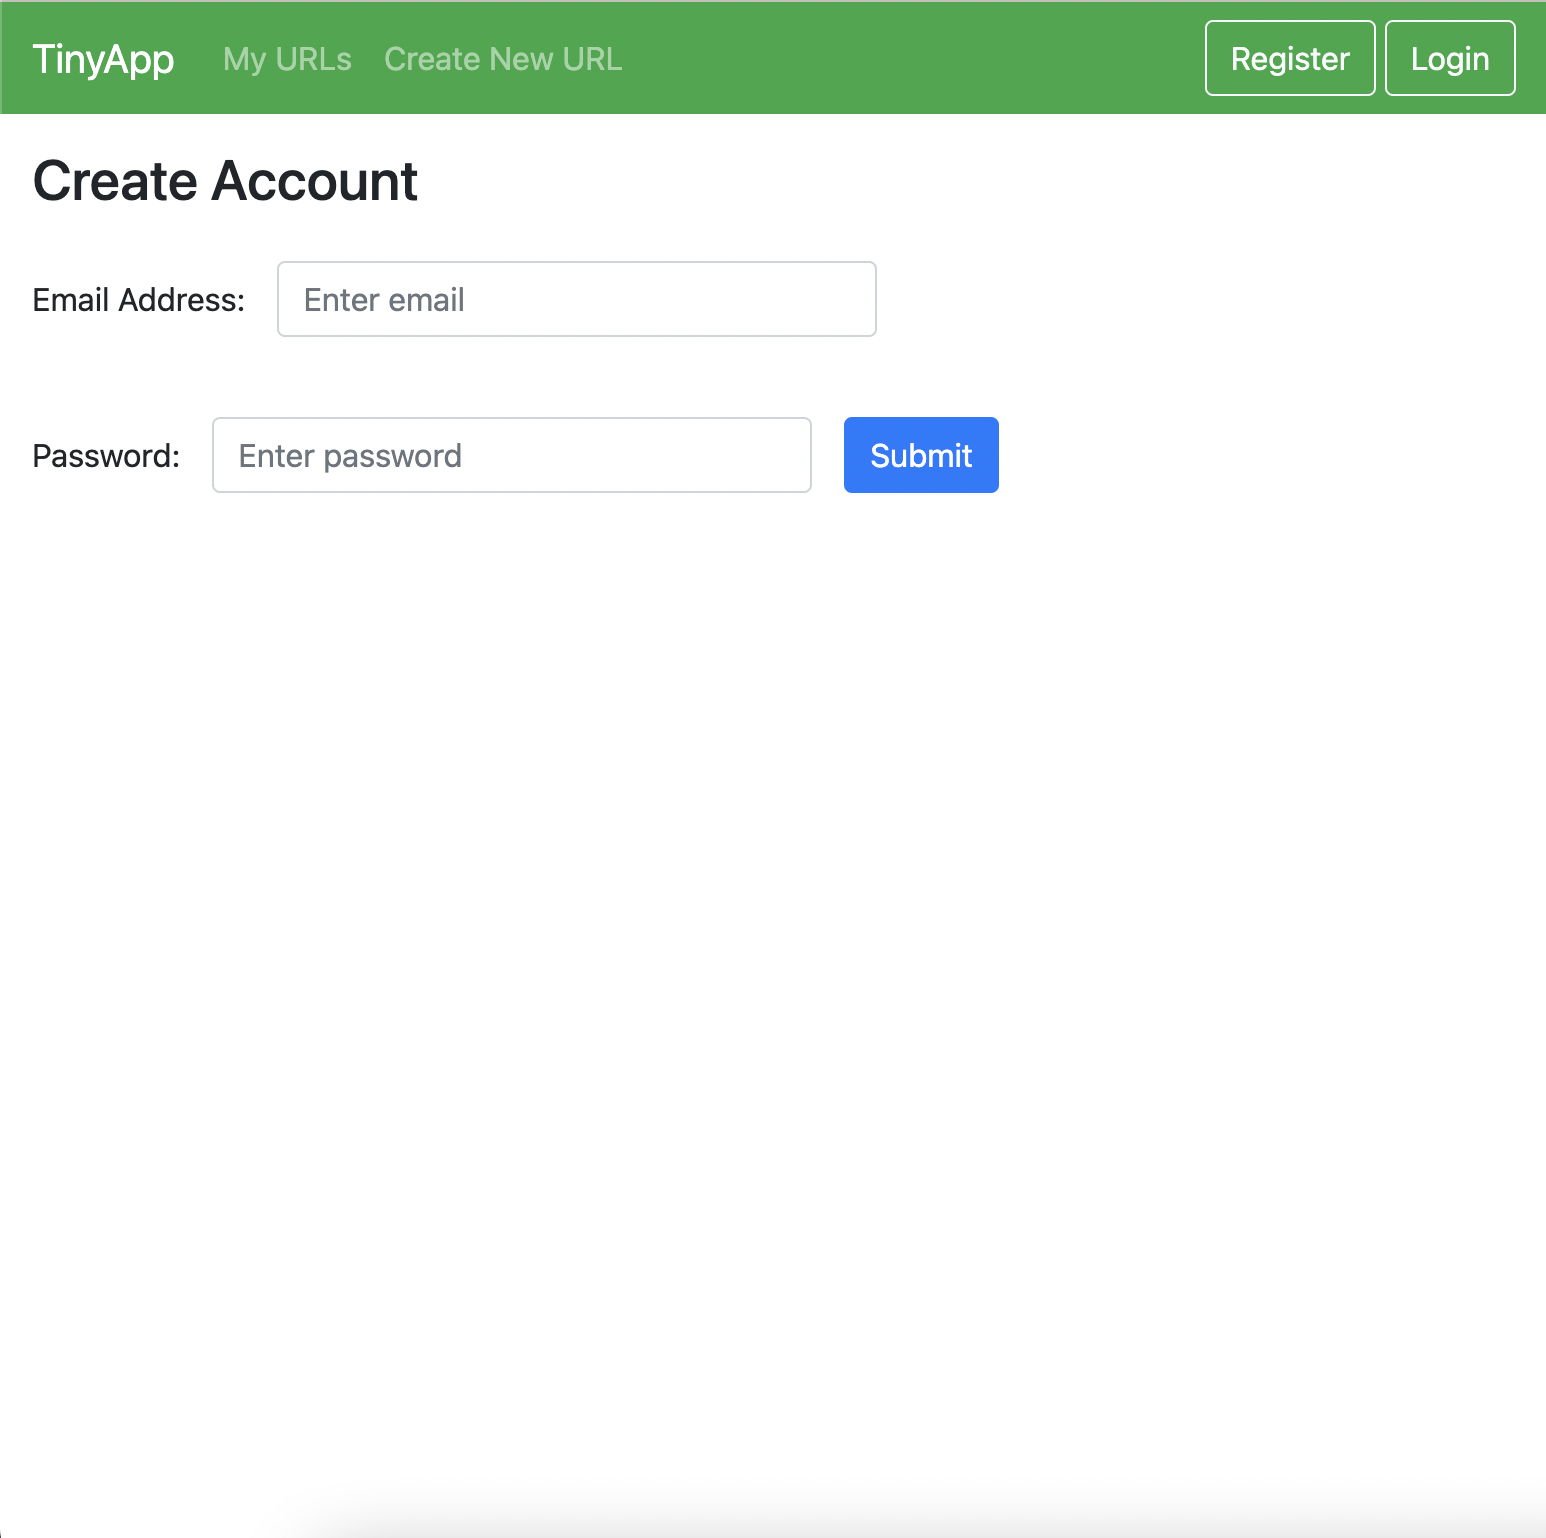 TinyApp My URLs Create New URL Register Login
Create Account
Email Address: Enter email
Password: Enter password Submit